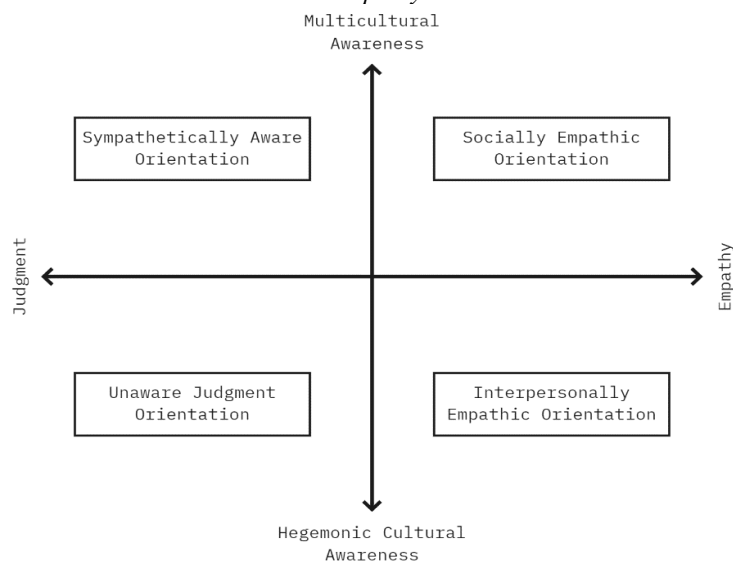 Multicultural
Awareness
Sympathetically Aware
Orientation
Socially Empathic
Orientation
Judgment
Empathy
Unaware Judgment
Orientation
Interpersonally
Empathic Orientation
Hegemonic Cultural
Awareness